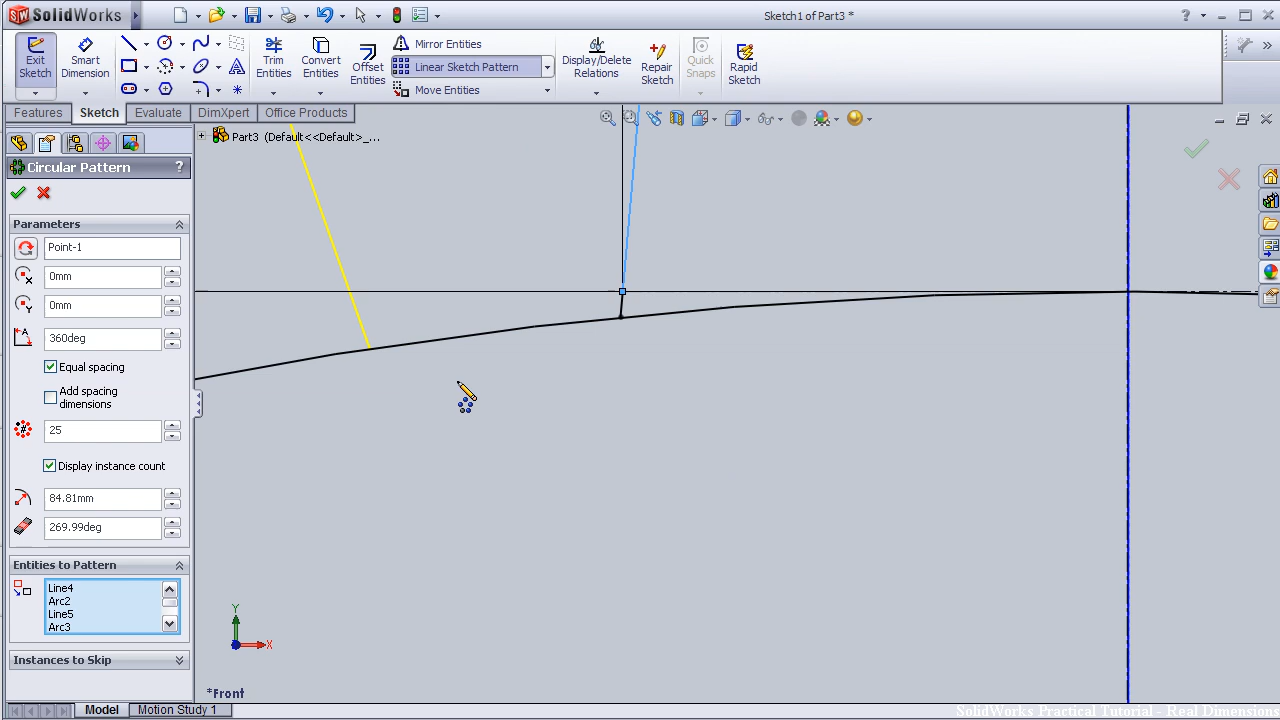 SolidWorks
Sketch1 of Part3 *
Exit Sketch
Smart Dimension
Trim Entities
Convert Entities
Offset Entities
Mirror Entities
Linear Sketch Pattern
Move Entities
Display/Delete Relations
Repair Sketch
Quick Snaps
Rapid Sketch
Features
Sketch
Evaluate
DimXpert
Office Products
Part3 (Default<<Default>_...
Circular Pattern
?
Parameters
Point-1
0mm
0mm
360deg
Equal spacing
Add spacing
dimensions
25
Display instance count
84.81mm
269.99deg
Entities to Pattern
Line4
Arc2
Line5
Arc3
Instances to Skip
Y
X
*Front
Model
Motion Study 1
SolidWorks Practical Tutorial - Real Dimensions